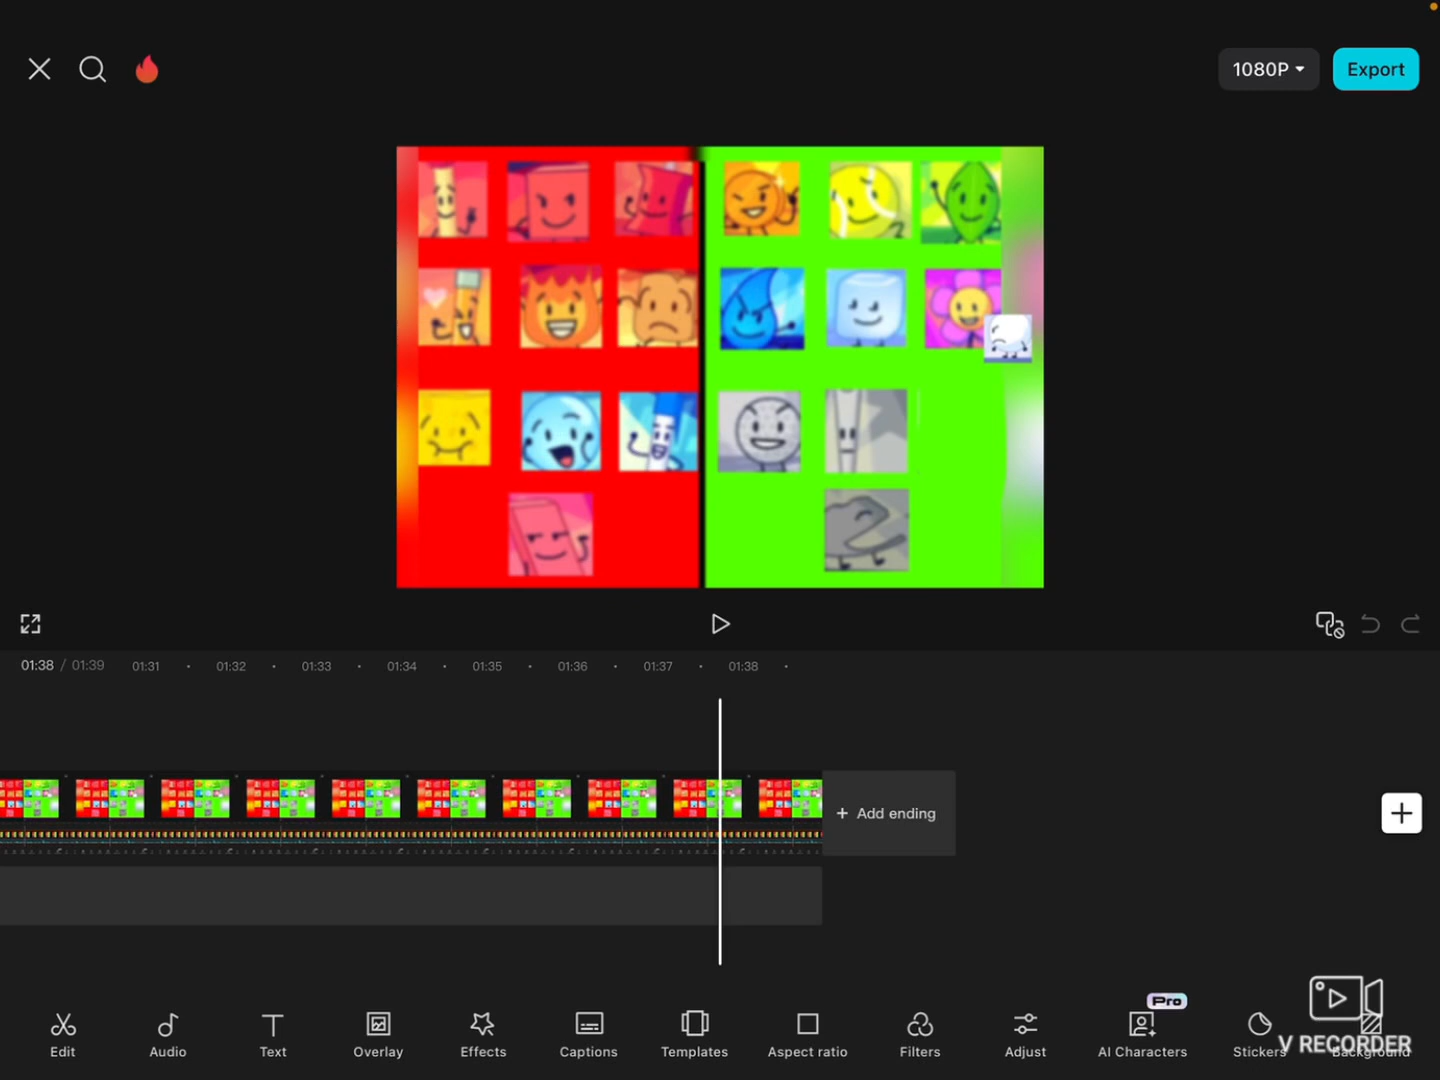 1080P
Export
01:38 / 01:39 01:31 01:32 01:33 01:34 01:35 01:36 01:37 01:38
+ Add ending
Pro
Edit Audio Text Overlay Effects Captions Templates Aspect ratio Filters Adjust AI Characters Stickers Background
V RECORDER